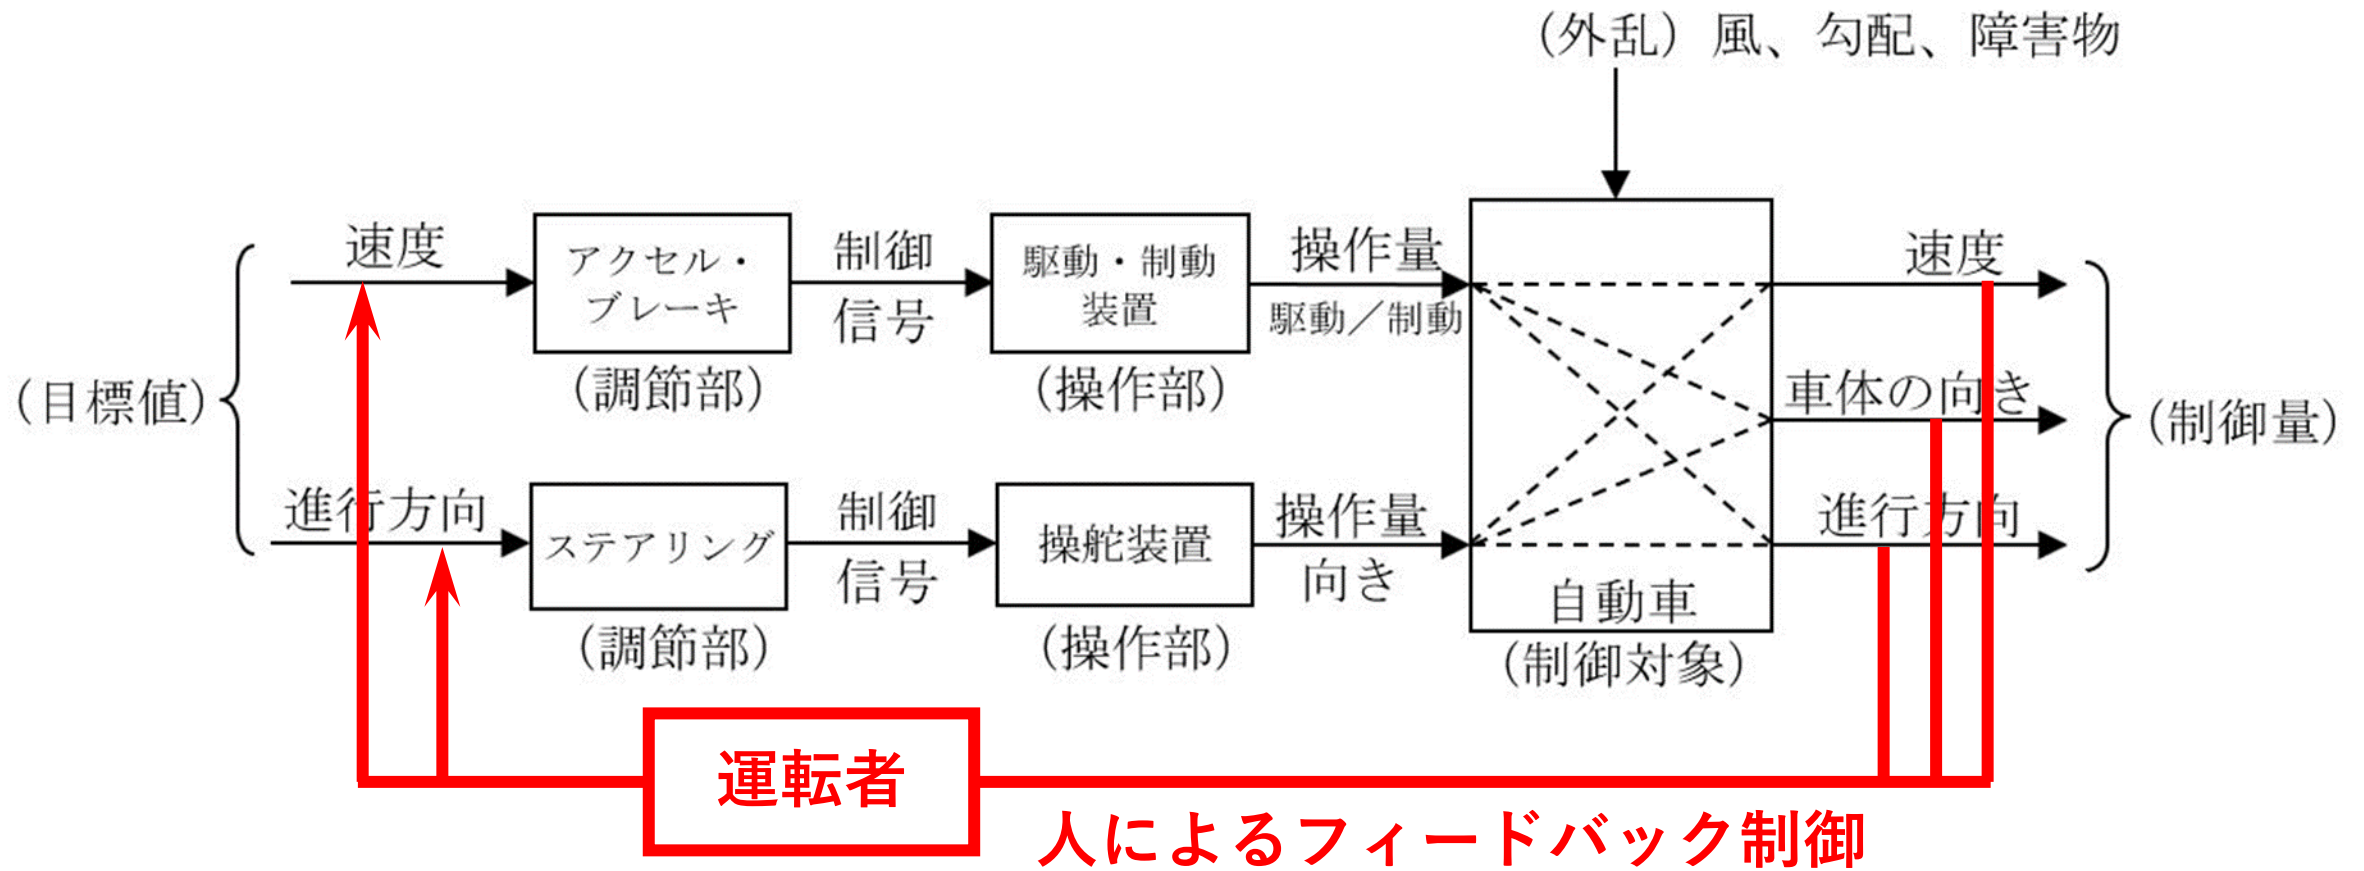 （外乱）風、勾配、障害物
速度
アクセル・
ブレーキ
（調節部）
制御
信号
駆動・制動
装置
（操作部）
操作量
駆動／制動
速度
車体の向き
進行方向
（制御量）
（目標値）
進行方向
ステアリング
（調節部）
制御
信号
操舵装置
（操作部）
操作量
向き
自動車
（制御対象）
運転者
人によるフィードバック制御